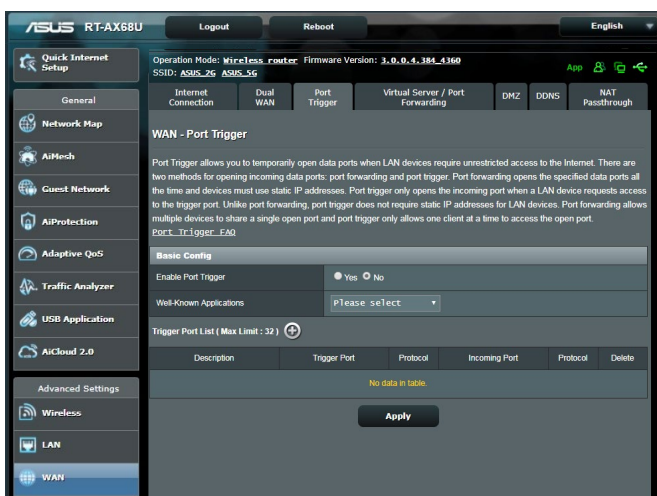 ASUS RT-AX68U
Logout
Reboot
English
Quick Internet
Setup
Operation Mode: Wireless router Firmware Version: 3.0.0.4.384_4360
SSID: ASUS_2G ASUS_5G
App
General
Internet
Connection
Dual
WAN
Port
Trigger
Virtual Server / Port
Forwarding
DMZ
DDNS
NAT
Passthrough
Network Map
AiMesh
Guest Network
AiProtection
Adaptive QoS
Traffic Analyzer
USB Application
AiCloud 2.0
Advanced Settings
Wireless
LAN
WAN
WAN - Port Trigger
Port Trigger allows you to temporarily open data ports when LAN devices require unrestricted access to the Internet. There are
two methods for opening incoming data ports: port forwarding and port trigger. Port forwarding opens the specified data ports all
the time and devices must use static IP addresses. Port trigger only opens the incoming port when a LAN device requests access
to the trigger port. Unlike port forwarding, port trigger does not require static IP addresses for LAN devices. Port forwarding allows
multiple devices to share a single open port and port trigger only allows one client at a time to access the open port.
Port Trigger FAQ
Basic Config
Enable Port Trigger
Yes No
Well-Known Applications
Please select
Trigger Port List ( Max Limit : 32 )
Description Trigger Port Protocol Incoming Port Protocol Delete
No data in table.
Apply